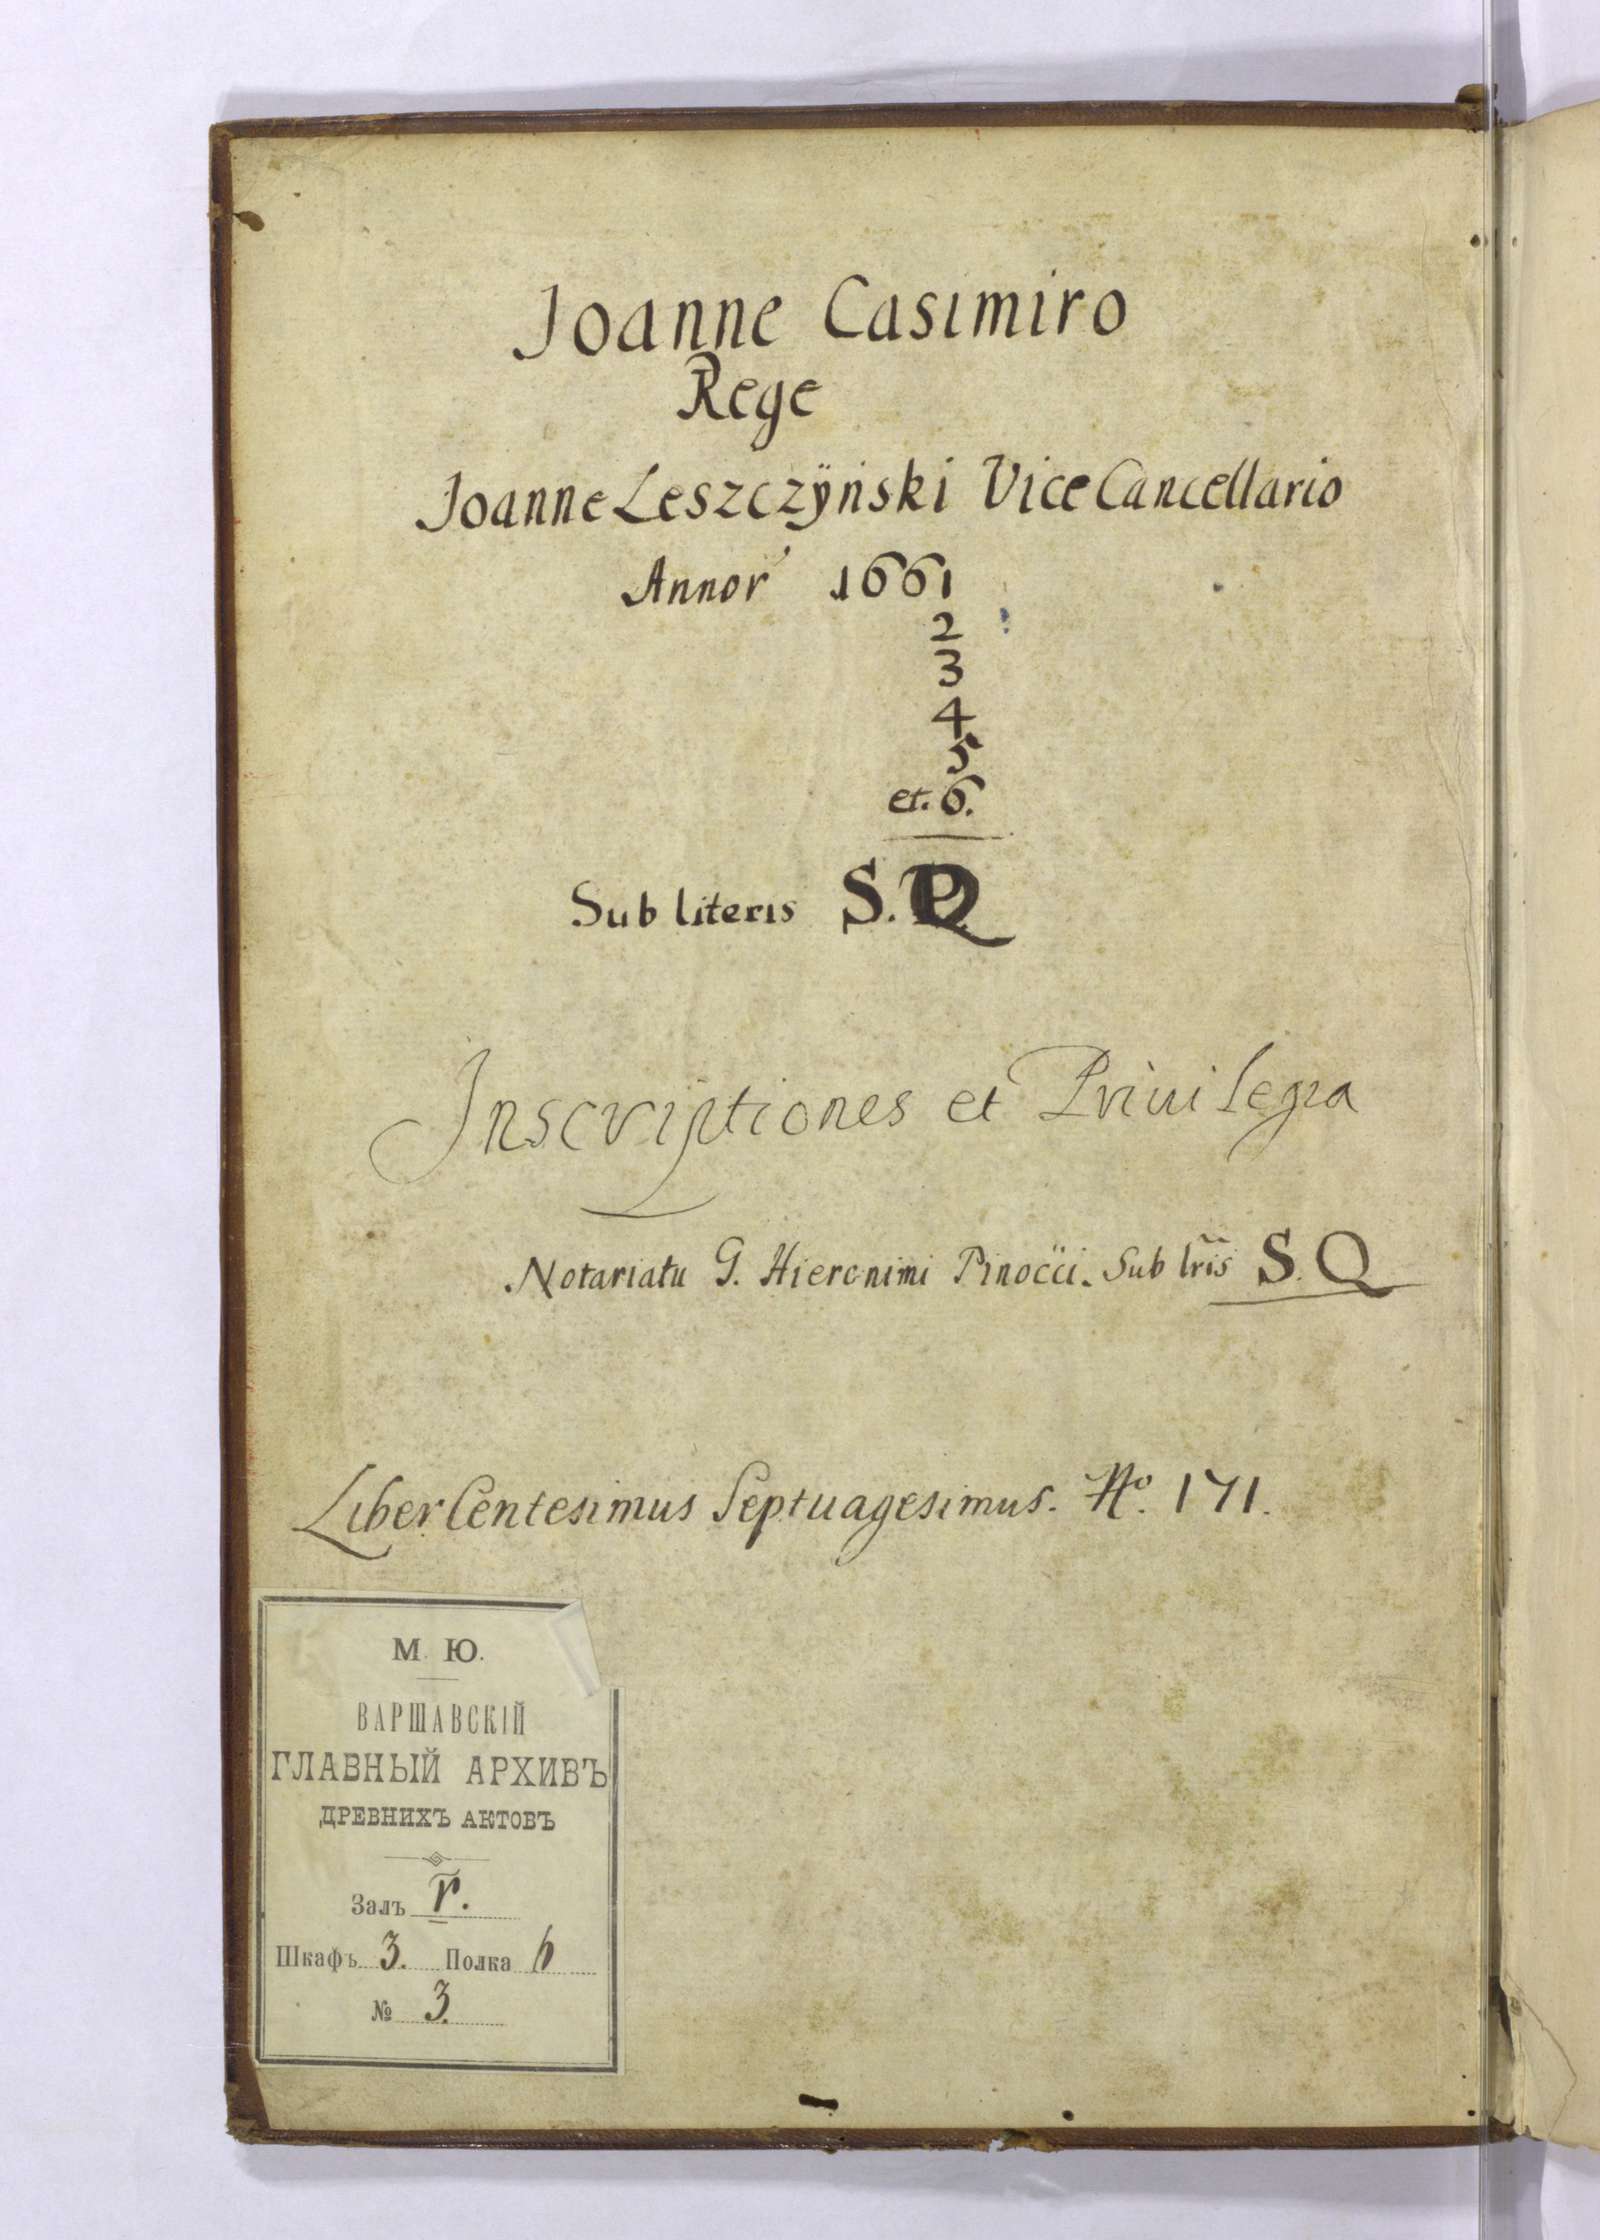 Joanne Casimiro
Rege
Joanne Leszczÿnski Vice Cancellario
Annor' 1661
2
3
4
5
et. 6.
Sub literis S. Q
Inscriptiones et Privilegia
Notariatu G. Hieronimi Pinocci. Sub lris S. Q
Liber Centesimus Septuagesimus. No. 171.
М. Ю.
ВАРШАВСКІЙ
ГЛАВНЫЙ АРХИВЪ
ДРЕВНИХЪ АКТОВЪ
Залъ
Шкафъ 3. Полка 6
№ 3.